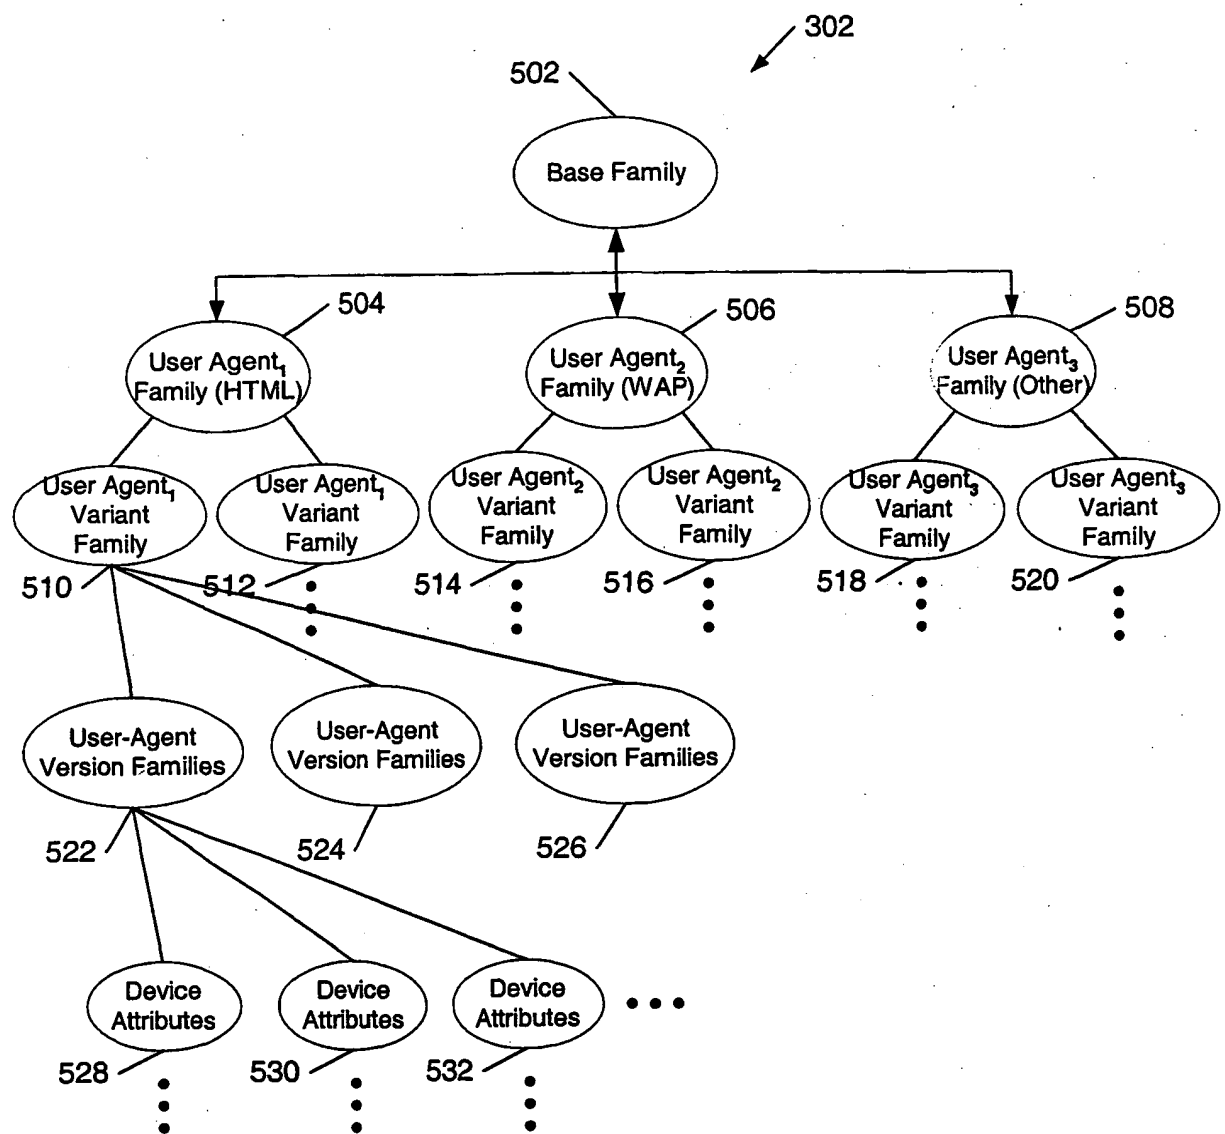 302
502
Base Family
504
506
508
User Agent₁
Family (HTML)
User Agent₂
Family (WAP)
User Agent₃
Family (Other)
User Agent₁
Variant
Family
User Agent₁
Variant
Family
User Agent₂
Variant
Family
User Agent₂
Variant
Family
User Agent₃
Variant
Family
User Agent₃
Variant
Family
510
512
514
516
518
520
User-Agent
Version Families
User-Agent
Version Families
User-Agent
Version Families
522
524
526
Device
Attributes
Device
Attributes
Device
Attributes
528
530
532